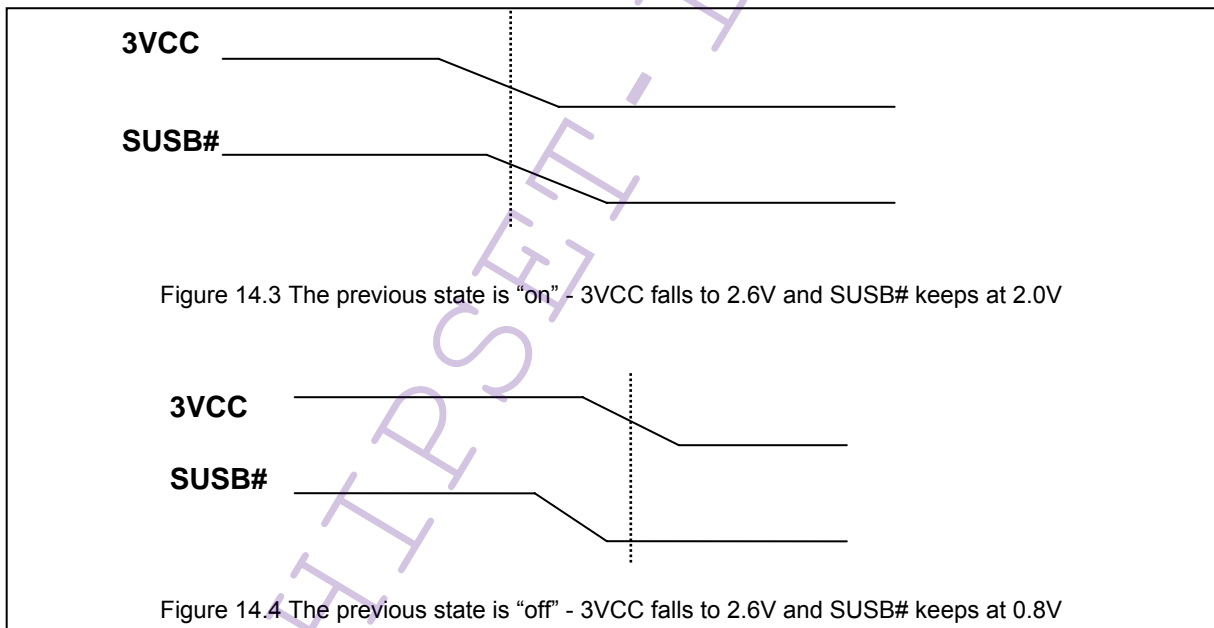 3VCC
SUSB#
Figure 14.3 The previous state is “on” - 3VCC falls to 2.6V and SUSB# keeps at 2.0V
3VCC
SUSB#
Figure 14.4 The previous state is “off” - 3VCC falls to 2.6V and SUSB# keeps at 0.8V
HIPSET-